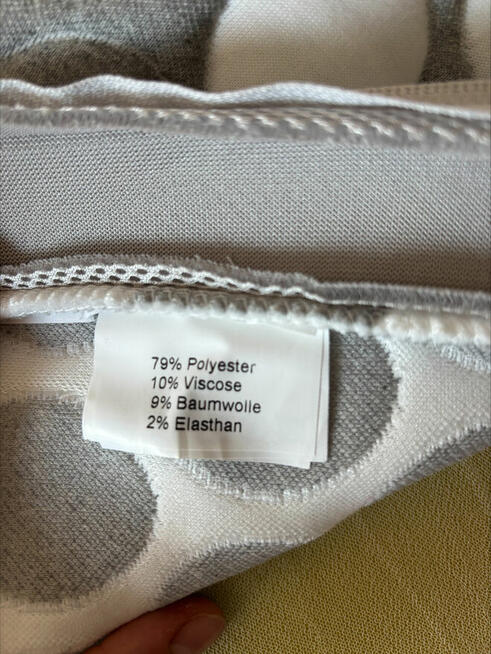 79% Polyester
10% Viscose
9% Baumwolle
2% Elasthan